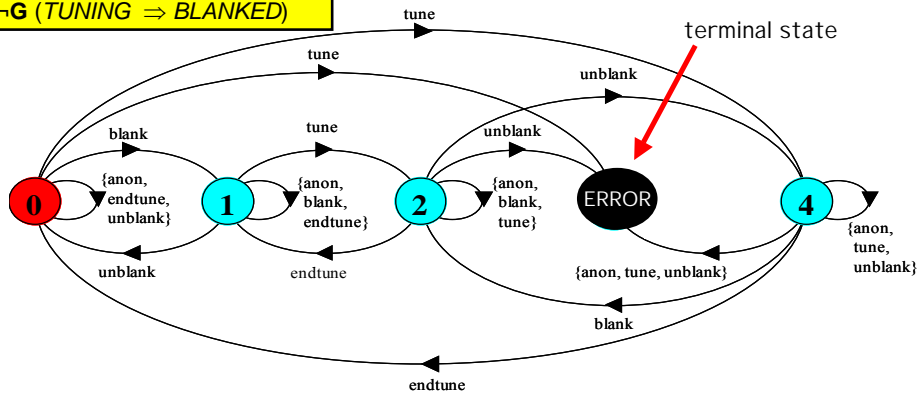 ¬G (TUNING ⇒ BLANKED)
tune
terminal state
tune
unblank
blank
tune
unblank
{anon,
endtune,
unblank}
{anon,
blank,
endtune}
{anon,
blank,
tune}
0
1
2
ERROR
4
{anon,
tune,
unblank}
unblank
endtune
{anon, tune, unblank}
blank
endtune